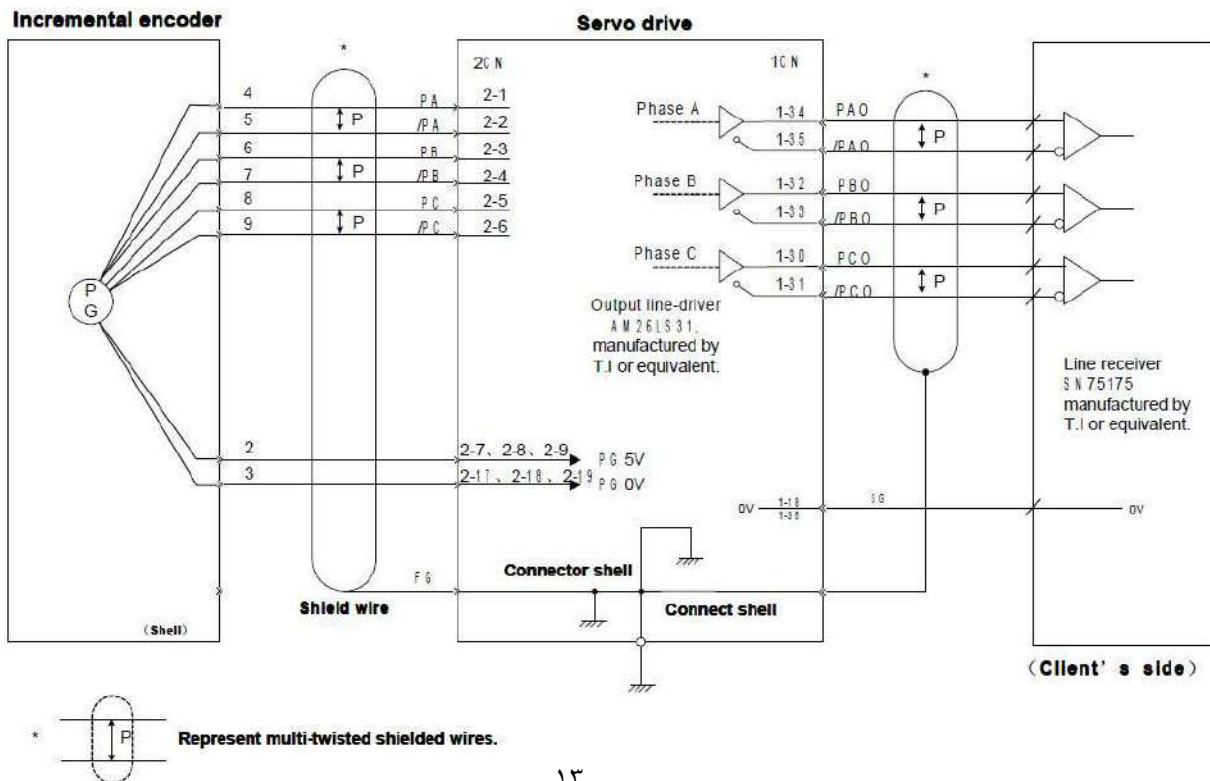 Incremental encoder
Servo drive
*
*
2CN
1CN
4
PA
2-1
5
P
/PA
2-2
6
PB
2-3
7
P
/PB
2-4
8
PC
2-5
9
P
/PC
2-6
Phase A
1-34
PAO
P
1-35
/PAO
Phase B
1-32
PBO
P
1-33
/PBO
Phase C
1-30
PCO
P
1-31
/PCO
P
G
Output line-driver
AM26LS31,
manufactured by
T.I or equivalent.
Line receiver
SN75175
manufactured by
T.I or equivalent.
2
2-7、2-8、2-9
PG 5V
3
2-17、2-18、2-19
PG 0V
0V
1-18
SG
0V
FG
Connector shell
Shield wire
Connect shell
(Shell)
(Client's side)
*
P
Represent multi-twisted shielded wires.
١٣